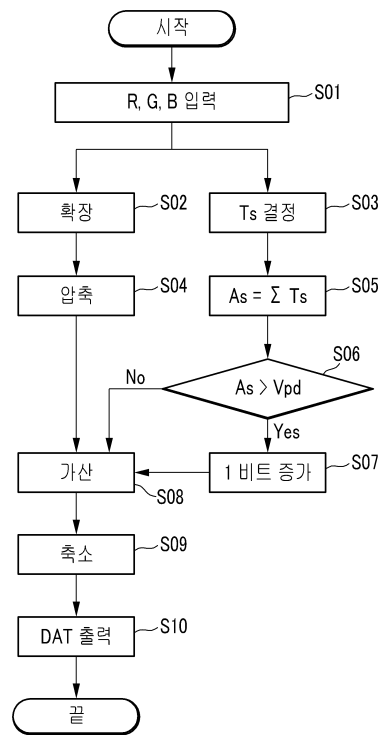 시작
R, G, B 입력
S01
확장
S02
Ts 결정
S03
압축
S04
As = Σ Ts
S05
As > Vpd
S06
No
Yes
가산
S08
1 비트 증가
S07
축소
S09
DAT 출력
S10
끝